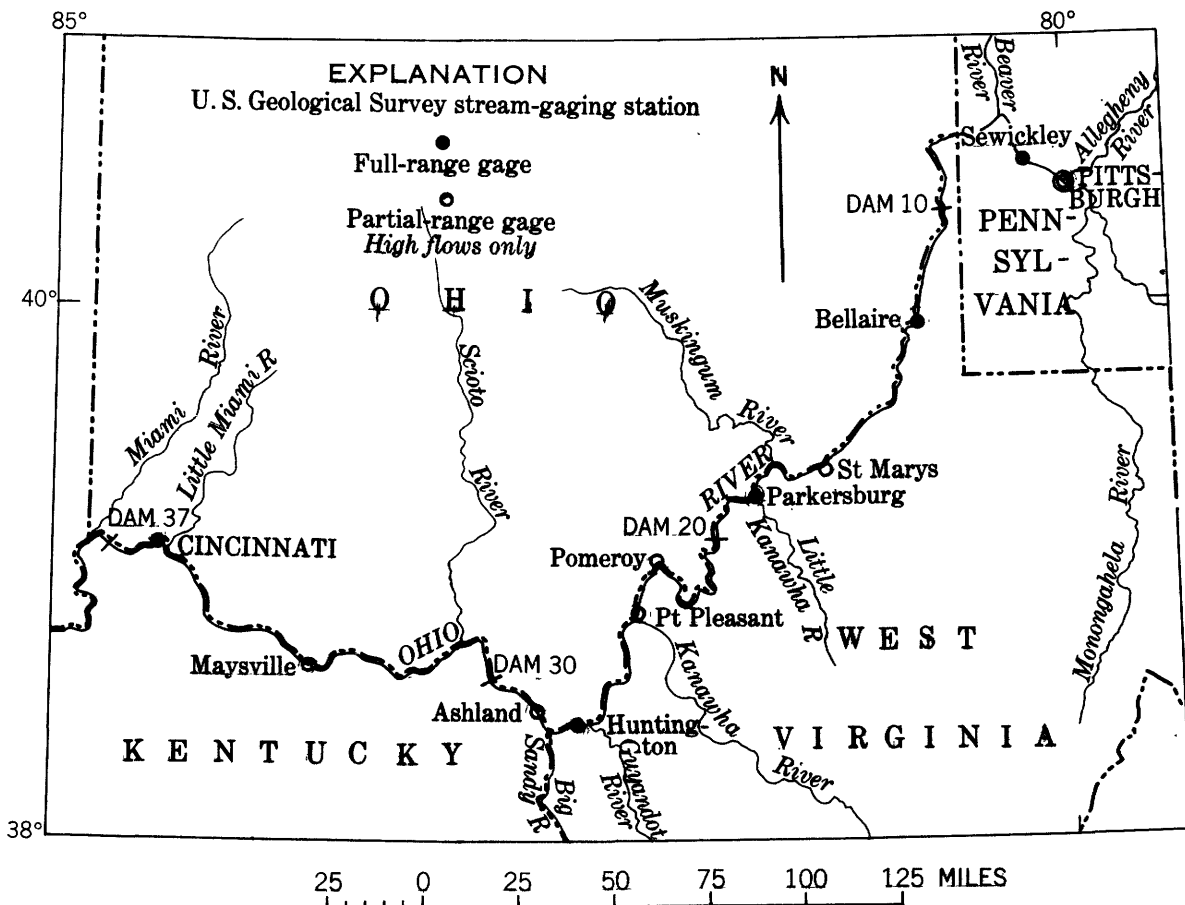 85°
80°
EXPLANATION
U. S. Geological Survey stream-gaging station
Full-range gage
Partial-range gage
High flows only
N
Beaver
River
Allegheny
River
Sewickley
PITTS-
BURGH
DAM 10
PENN-
SYL-
VANIA
40°
OHIO
Bellaire
Muskingum
River
Miami
River
Little Miami R
Scioto
River
RIVER
St Marys
Parkersburg
DAM 37
CINCINNATI
DAM 20
Little
Kanawha R
Monongahela
River
Pomeroy
Pt Pleasant
WEST
OHIO
Maysville
DAM 30
Kanawha
River
Ashland
Hunting-
ton
VIRGINIA
KENTUCKY
Big
Sandy R
Guyandot
River
38°
25 0 25 50 75 100 125 MILES